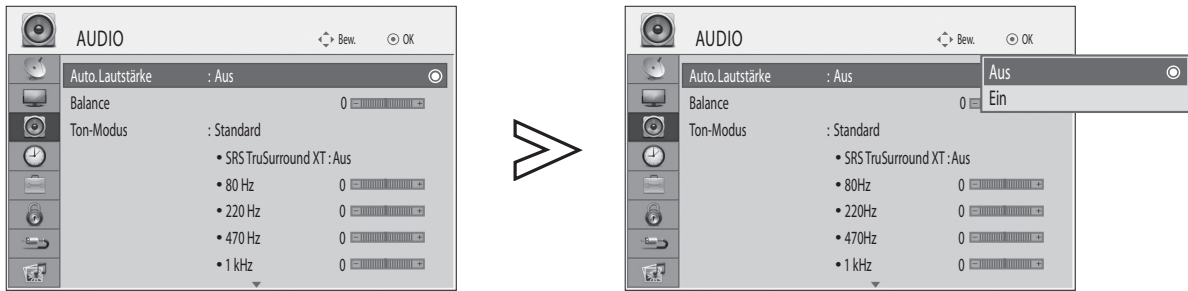 AUDIO Bew. OK
Auto.Lautstärke : Aus
Balance 0
Ton-Modus : Standard
• SRS TruSurround XT : Aus
• 80 Hz 0
• 220 Hz 0
• 470 Hz 0
• 1 kHz 0
AUDIO Bew. OK
Auto.Lautstärke : Aus
Aus
Ein
Balance 0
Ton-Modus : Standard
• SRS TruSurround XT : Aus
• 80Hz 0
• 220Hz 0
• 470Hz 0
• 1 kHz 0